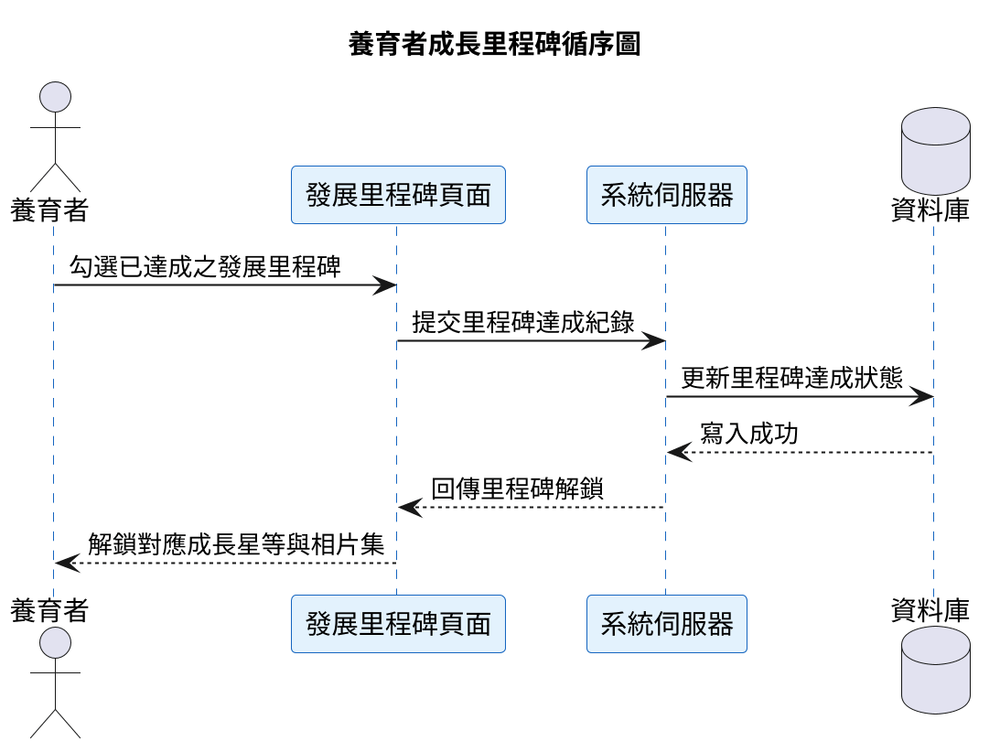 養育者成長里程碑循序圖
養育者
發展里程碑頁面
系統伺服器
資料庫
勾選已達成之發展里程碑
提交里程碑達成紀錄
更新里程碑達成狀態
寫入成功
回傳里程碑解鎖
解鎖對應成長星等與相片集
養育者
發展里程碑頁面
系統伺服器
資料庫